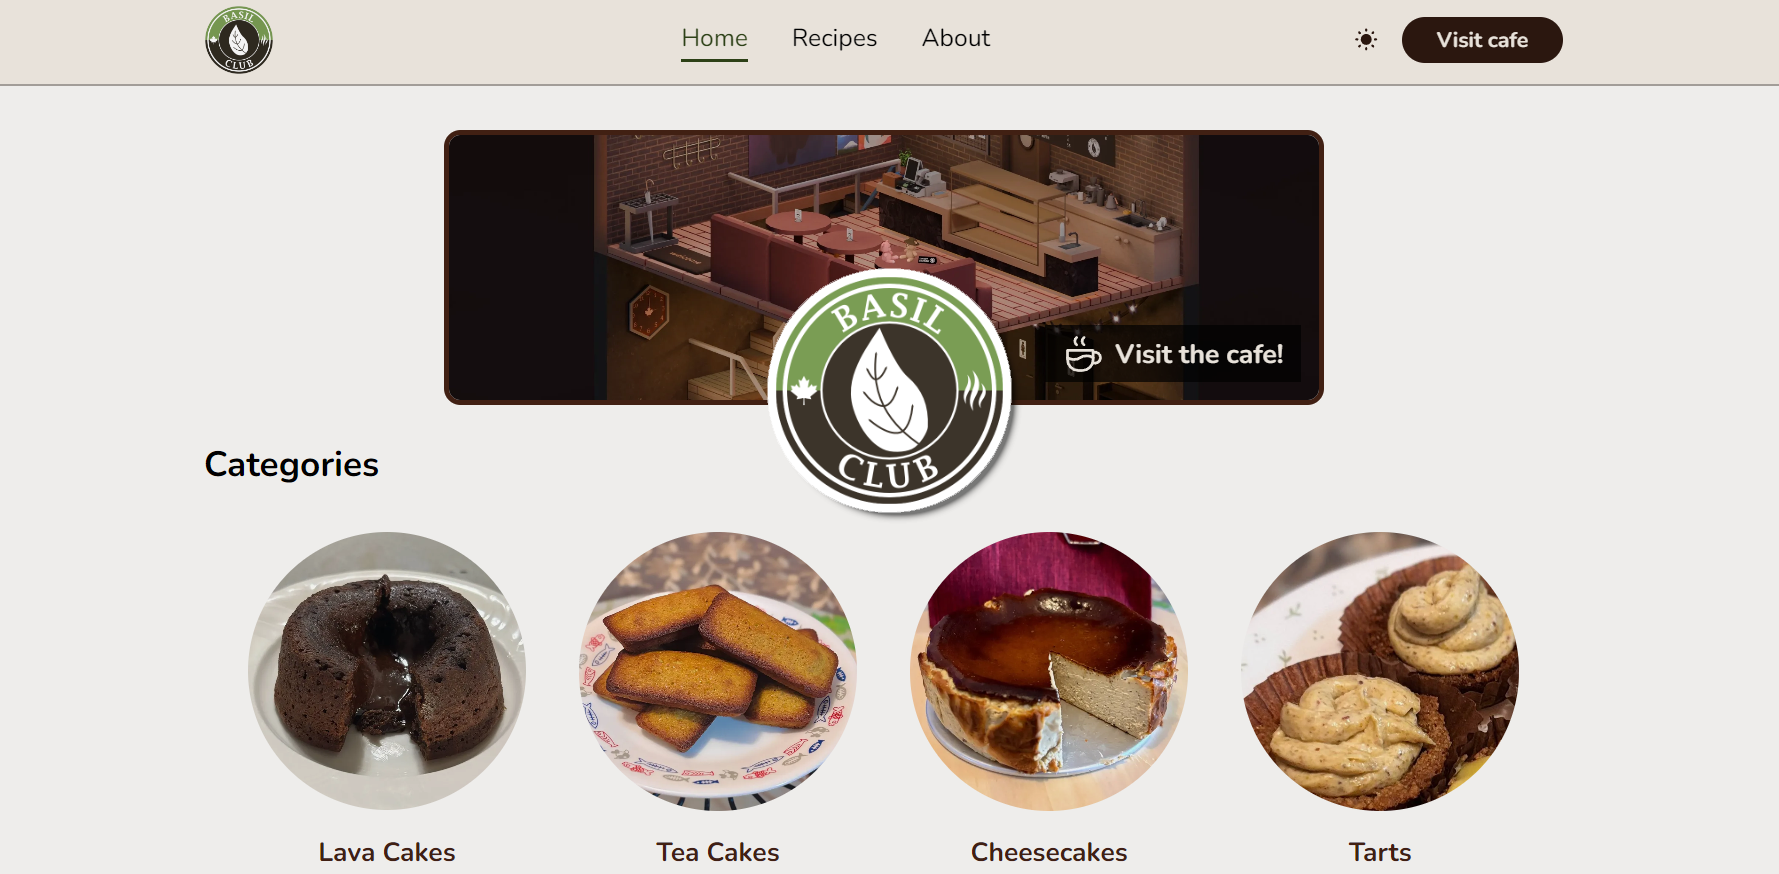 BASIL
CLUB
Home
Recipes
About
Visit cafe
BASIL
CLUB
Visit the cafe!
Categories
Lava Cakes
Tea Cakes
Cheesecakes
Tarts